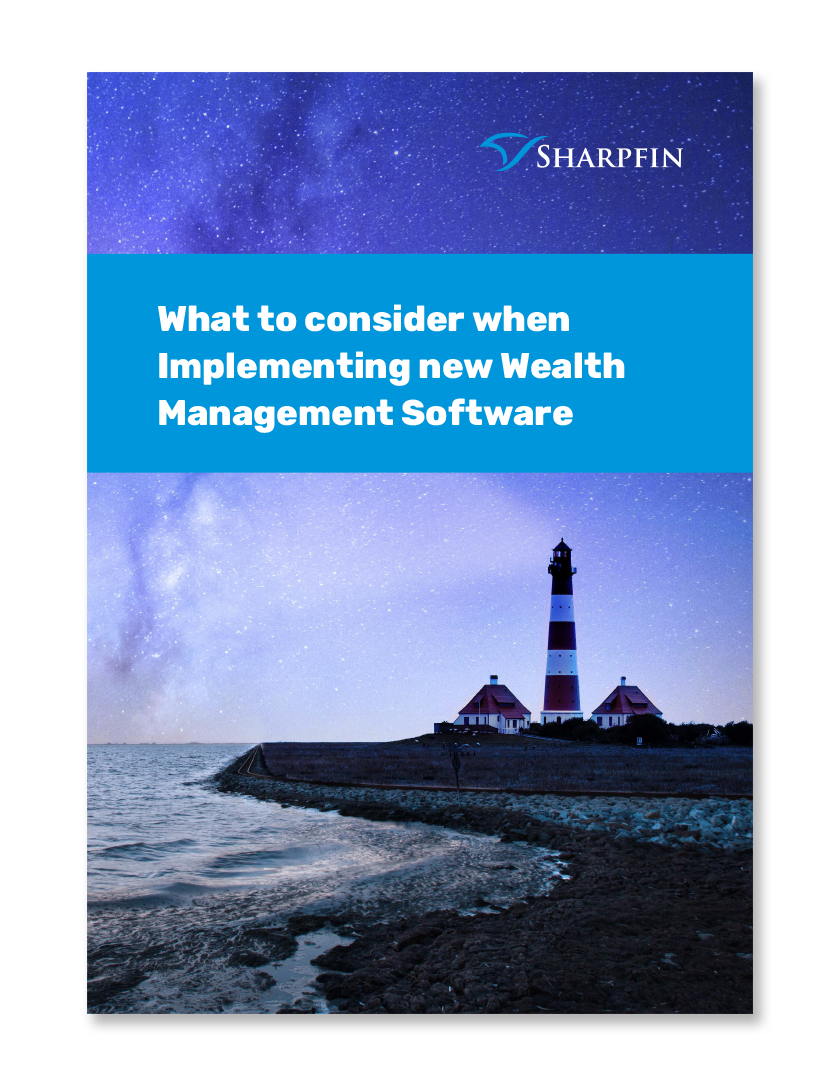 SHARPFIN
What to consider when
Implementing new Wealth
Management Software